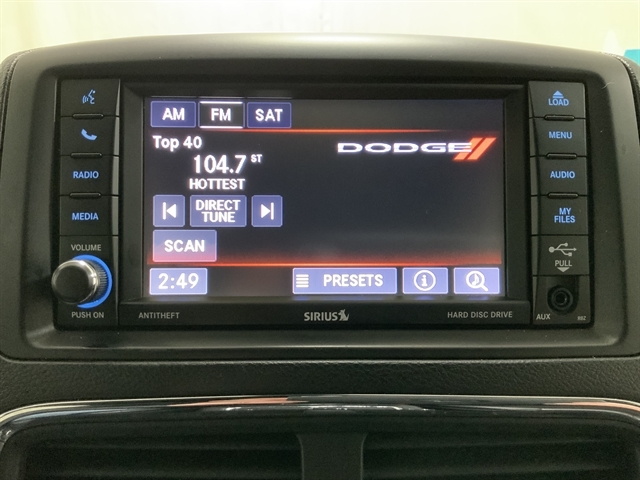 AM FM SAT
Top 40
104.7 ST
HOTTEST
DODGE
DIRECT
TUNE
SCAN
2:49 PRESETS
RADIO
MEDIA
VOLUME
PUSH ON
LOAD
MENU
AUDIO
MY
FILES
PULL
AUX
ANTITHEFT SIRIUS HARD DISC DRIVE